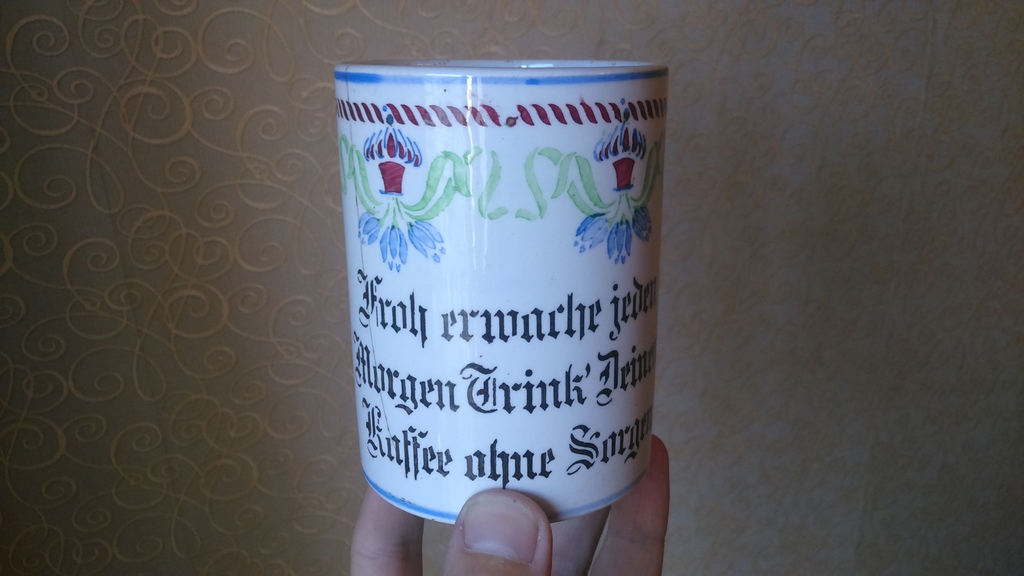 Froh erwache jeden
Morgen Trink' Deinen
Kaffee ohne Sorgen